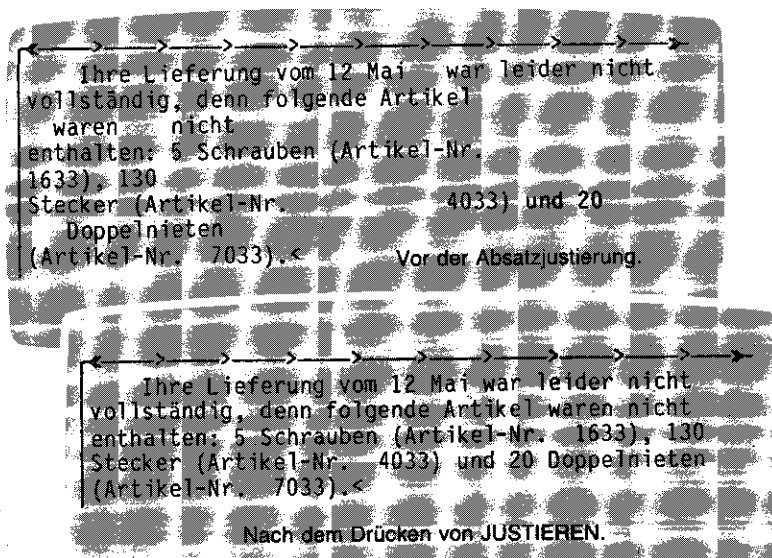 Ihre Lieferung vom 12 Mai war leider nicht
vollständig, denn folgende Artikel
waren nicht
enthalten: 5 Schrauben (Artikel-Nr.
1633), 130
Stecker (Artikel-Nr. 4033) und 20
Doppelnieten
(Artikel-Nr. 7033).<
Vor der Absatzjustierung.
Ihre Lieferung vom 12 Mai war leider nicht
vollständig, denn folgende Artikel waren nicht
enthalten: 5 Schrauben (Artikel-Nr. 1633), 130
Stecker (Artikel-Nr. 4033) und 20 Doppelnieten
(Artikel-Nr. 7033).<
Nach dem Drücken von JUSTIEREN.